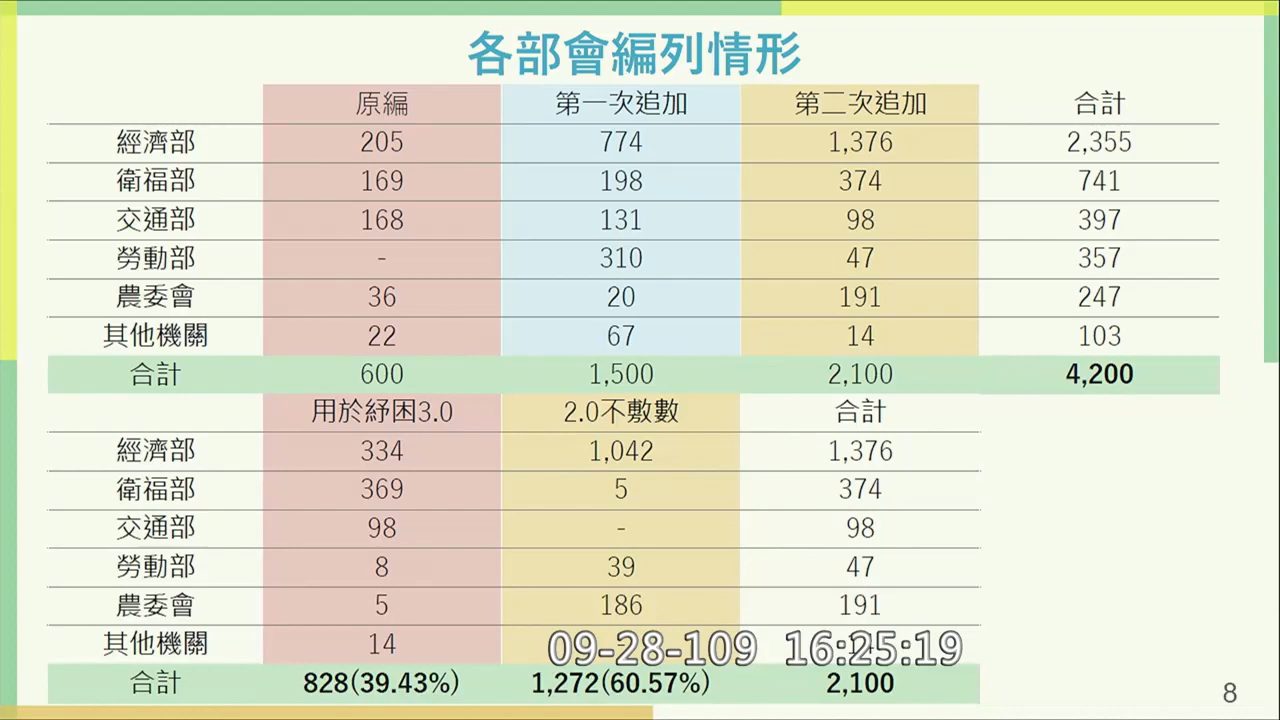 各部會編列情形
原編 第一次追加 第二次追加 合計
經濟部 205 774 1,376 2,355
衛福部 169 198 374 741
交通部 168 131 98 397
勞動部 - 310 47 357
農委會 36 20 191 247
其他機關 22 67 14 103
合計 600 1,500 2,100 4,200
用於紓困3.0 2.0不敷數 合計
經濟部 334 1,042 1,376
衛福部 369 5 374
交通部 98 - 98
勞動部 8 39 47
農委會 5 186 191
其他機關 14
09-28-109 16:25:19
合計 828(39.43%) 1,272(60.57%) 2,100
8